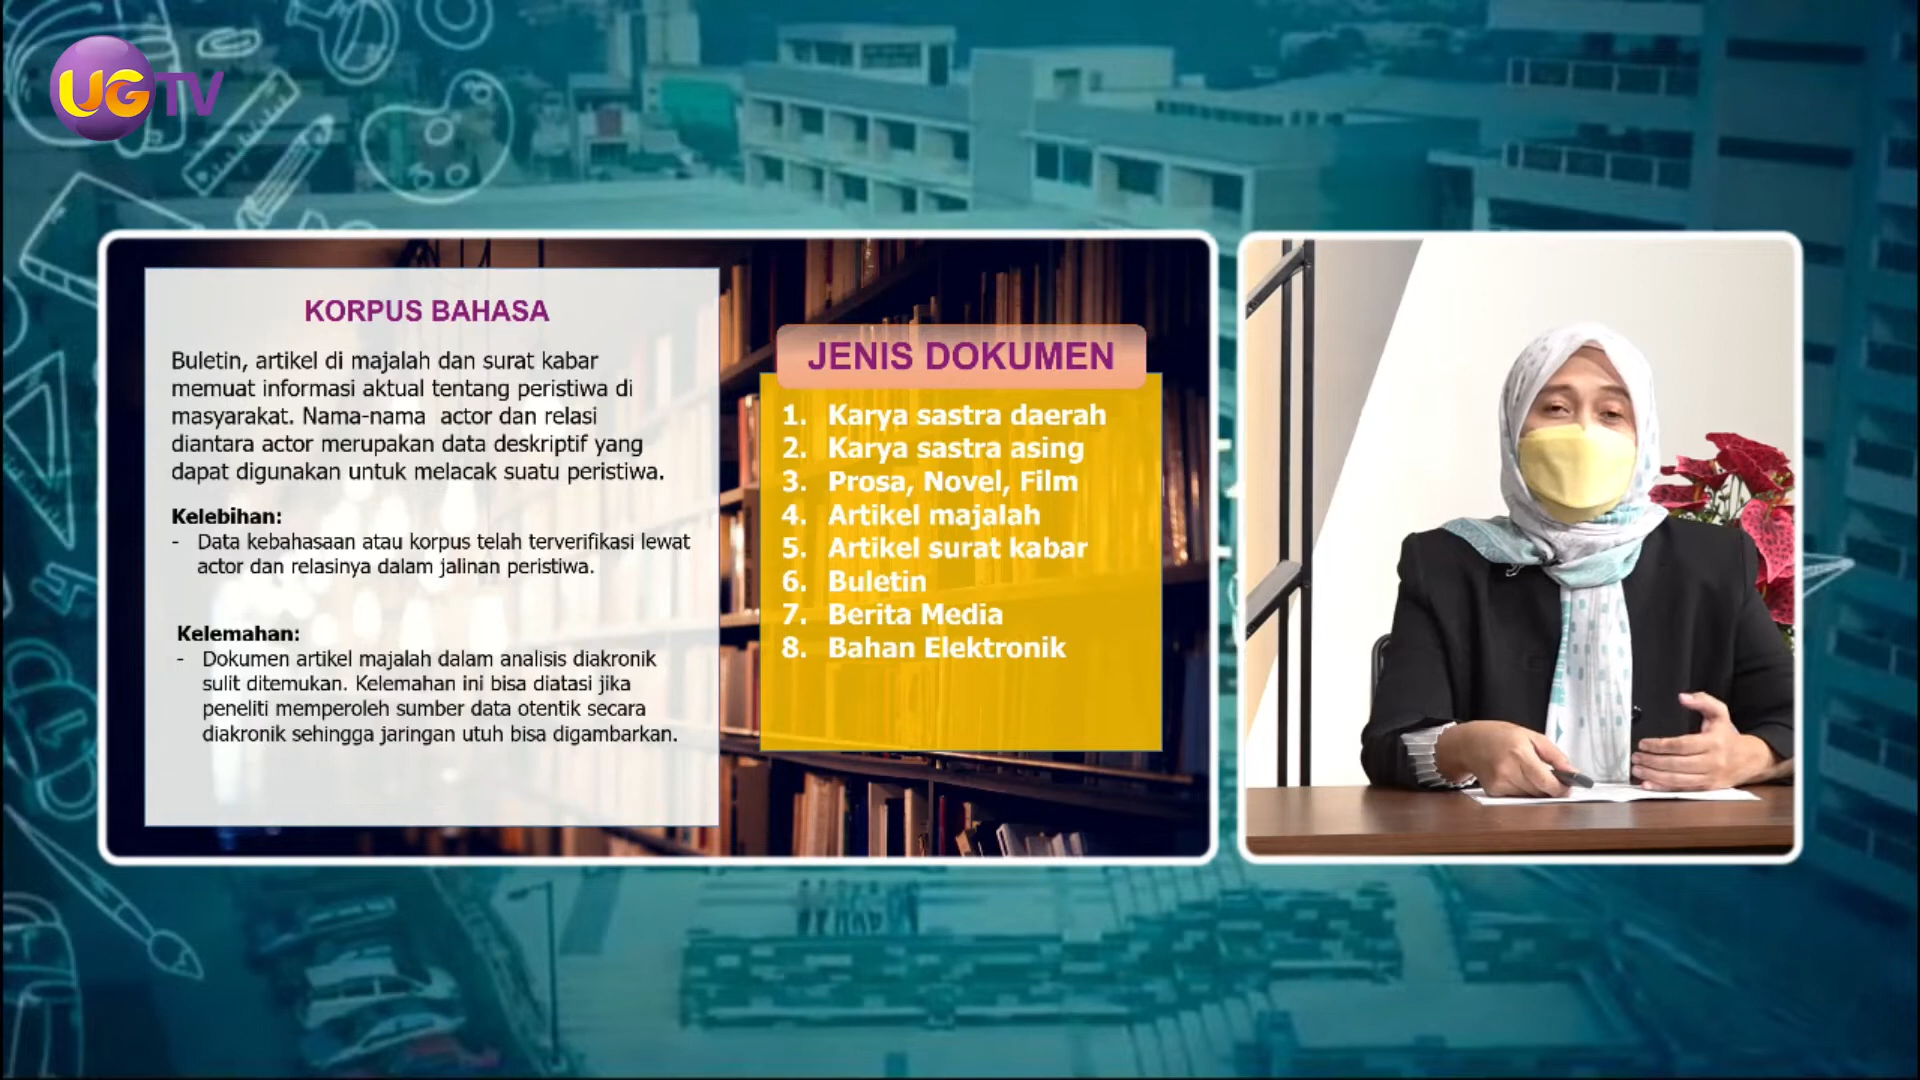 UGTV
KORPUS BAHASA
Buletin, artikel di majalah dan surat kabar
memuat informasi aktual tentang peristiwa di
masyarakat. Nama-nama actor dan relasi
diantara actor merupakan data deskriptif yang
dapat digunakan untuk melacak suatu peristiwa.
Kelebihan:
- Data kebahasaan atau korpus telah terverifikasi lewat
actor dan relasinya dalam jalinan peristiwa.
Kelemahan:
- Dokumen artikel majalah dalam analisis diakronik
sulit ditemukan. Kelemahan ini bisa diatasi jika
peneliti memperoleh sumber data otentik secara
diakronik sehingga jaringan utuh bisa digambarkan.
JENIS DOKUMEN
1. Karya sastra daerah
2. Karya sastra asing
3. Prosa, Novel, Film
4. Artikel majalah
5. Artikel surat kabar
6. Buletin
7. Berita Media
8. Bahan Elektronik